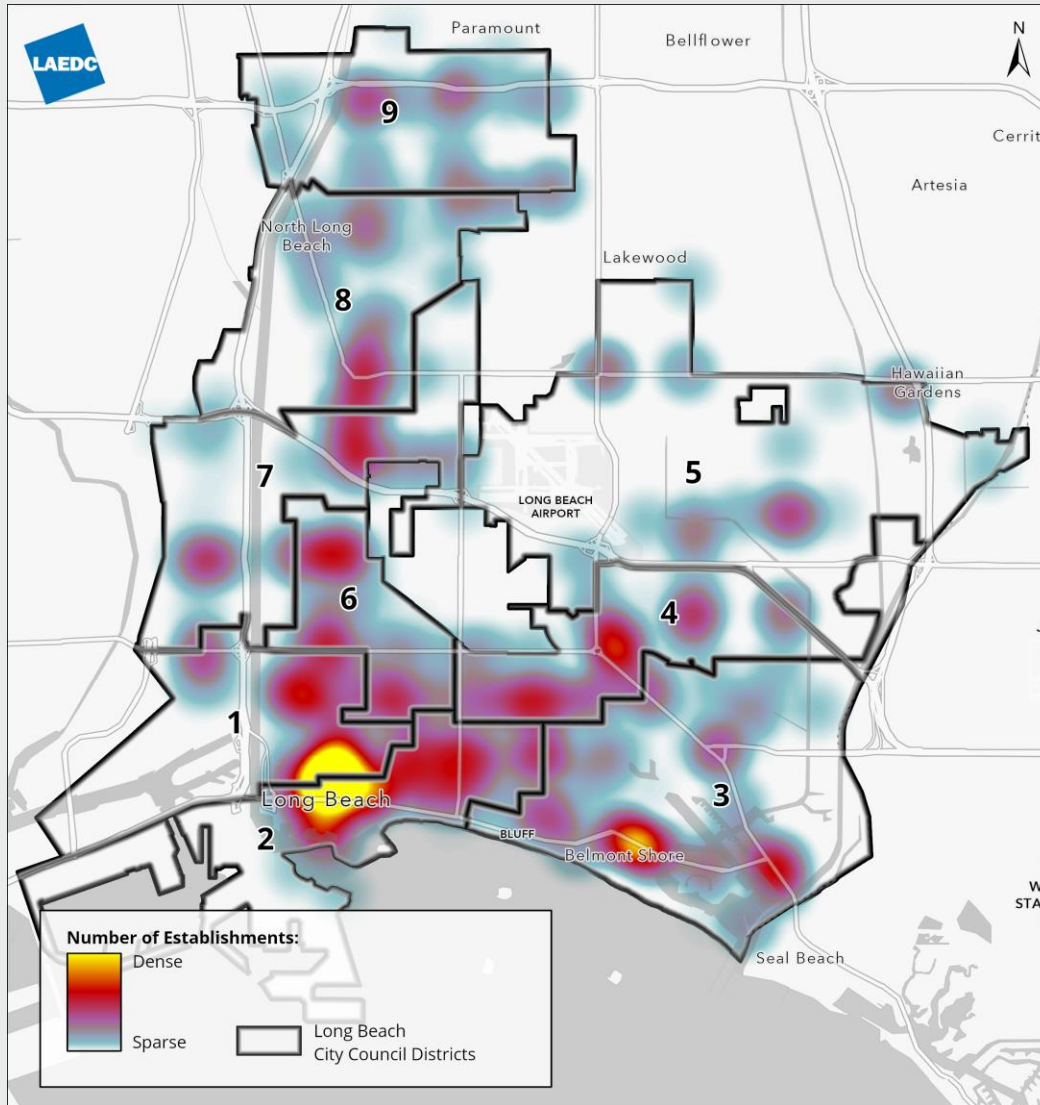 Paramount
N
LAEDC
Bellflower
9
Cerrit
Artesia
North Long
Beach
Lakewood
8
Hawaiian
Gardens
7
5
LONG BEACH
AIRPORT
6
4
1
3
Long Beach
2
BLUFF
Belmont Shore
W
STA
Seal Beach
Number of Establishments:
Dense
Sparse
Long Beach
City Council Districts